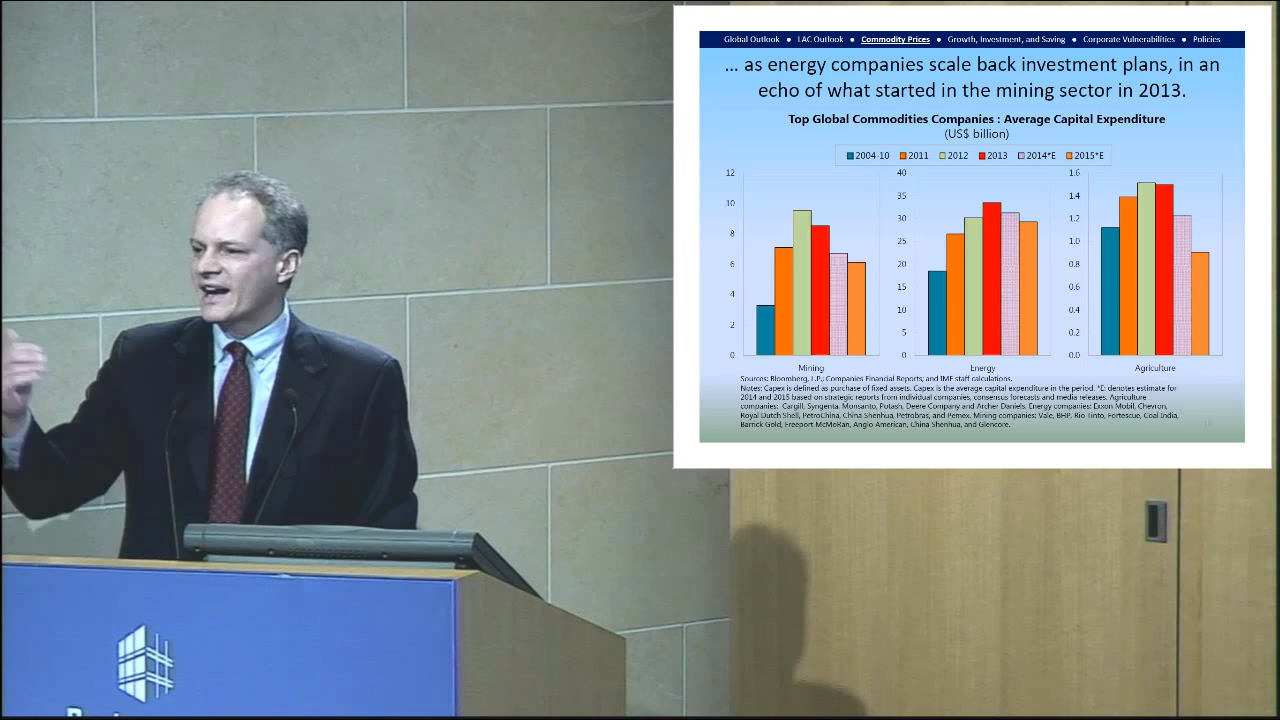 Global Outlook ● LAC Outlook ● Commodity Prices ● Growth, Investment, and Saving ● Corporate Vulnerabilities ● Policies
... as energy companies scale back investment plans, in an
echo of what started in the mining sector in 2013.
Top Global Commodities Companies : Average Capital Expenditure
(US$ billion)
2004-10 2011 2012 2013 2014*E 2015*E
12
10
8
6
4
2
0
Mining
40
35
30
25
20
15
10
5
0
Energy
1.6
1.4
1.2
1.0
0.8
0.6
0.4
0.2
0.0
Agriculture
Sources: Bloomberg, L.P.; Companies Financial Reports; and IMF staff calculations.
Notes: Capex is defined as purchase of fixed assets. Capex is the average capital expenditure in the period. *E: denotes estimate for
2014 and 2015 based on strategic reports from individual companies, consensus forecasts and media releases. Agriculture
companies: Cargill, Syngenta, Monsanto, Potash, Deere Company and Archer Daniels. Energy companies: Exxon Mobil, Chevron,
Royal Dutch Shell, PetroChina, China Shenhua, Petrobras, and Pemex. Mining companies: Vale, BHP, Rio Tinto, Fortescue, Coal India,
Barrick Gold, Freeport McMoRan, Anglo American, China Shenhua, and Glencore.